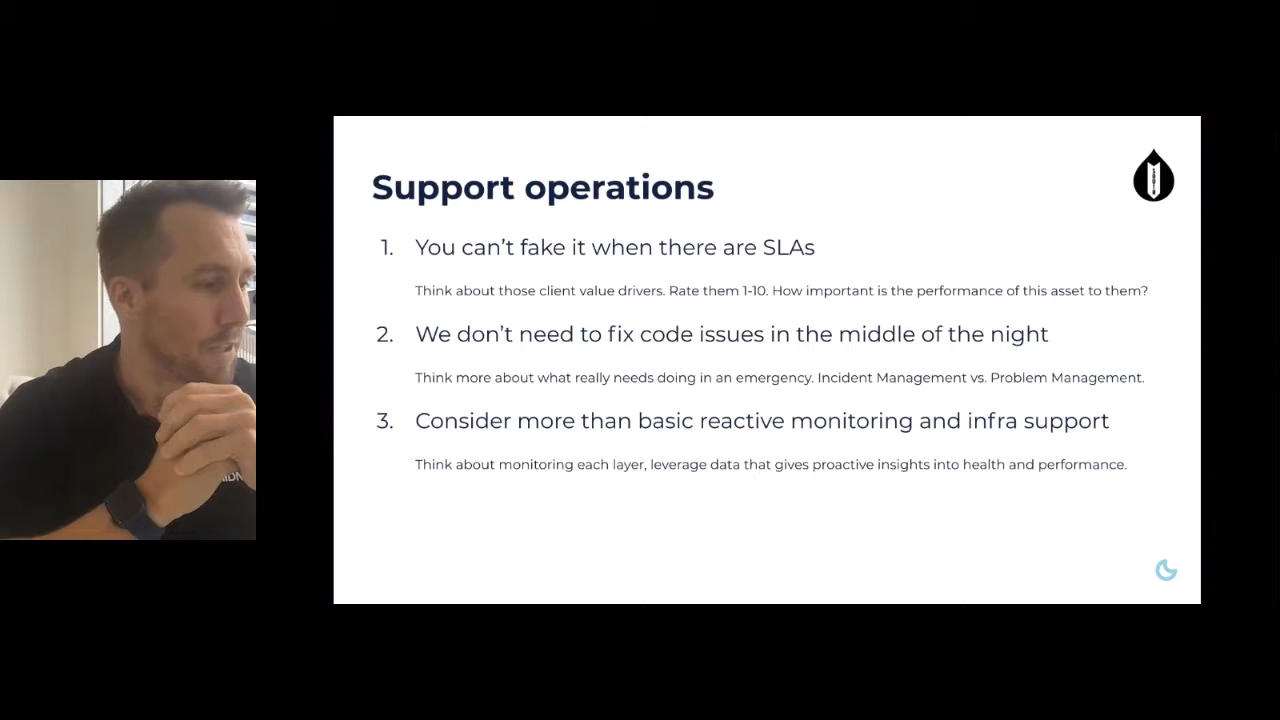 Support operations
1. You can't fake it when there are SLAs
Think about those client value drivers. Rate them 1-10. How important is the performance of this asset to them?
2. We don't need to fix code issues in the middle of the night
Think more about what really needs doing in an emergency. Incident Management vs. Problem Management.
3. Consider more than basic reactive monitoring and infra support
Think about monitoring each layer, leverage data that gives proactive insights into health and performance.